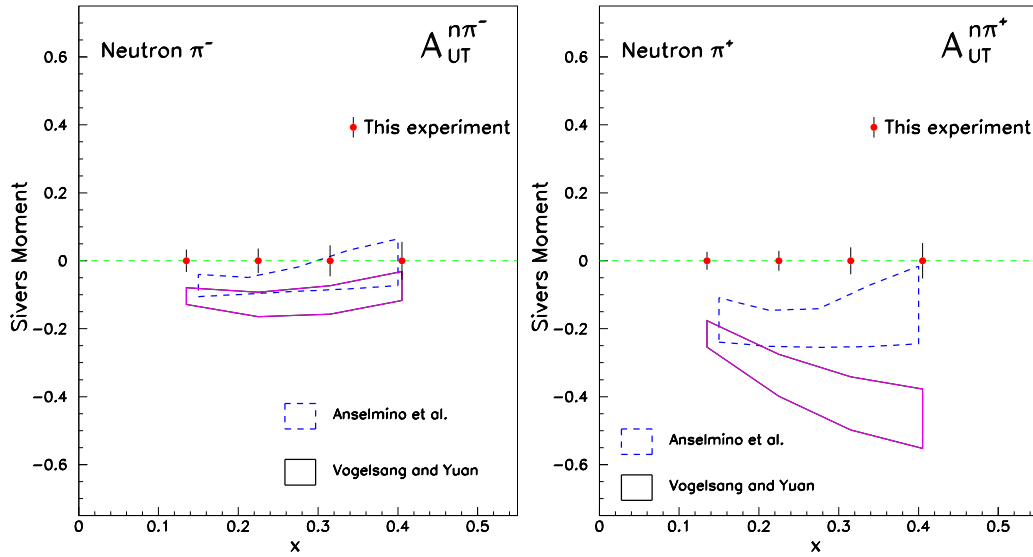 Neutron π⁻
A_UT^nπ⁻
This experiment
Sivers Moment
0.6
0.4
0.2
0
−0.2
−0.4
−0.6
Anselmino et al.
Vogelsang and Yuan
0 0.1 0.2 0.3 0.4 0.5
x
Neutron π⁺
A_UT^nπ⁺
This experiment
Sivers Moment
0.6
0.4
0.2
0
−0.2
−0.4
−0.6
Anselmino et al.
Vogelsang and Yuan
0 0.1 0.2 0.3 0.4 0.5
x